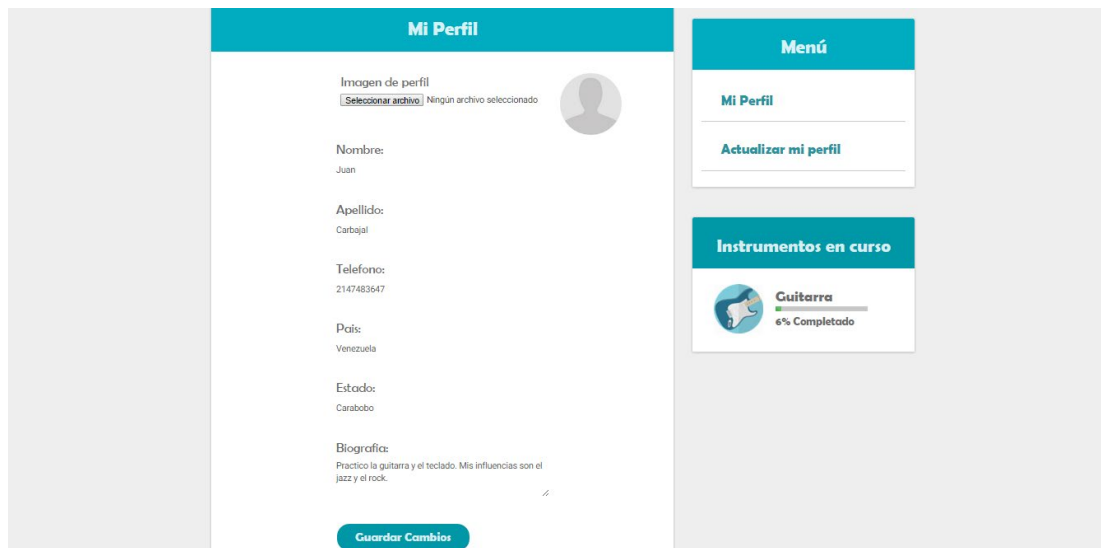 Mi Perfil
Imagen de perfil
Seleccionar archivo Ningún archivo seleccionado
Nombre:
Juan
Apellido:
Carbajal
Telefono:
2147483647
Pais:
Venezuela
Estado:
Carabobo
Biografia:
Practico la guitarra y el teclado. Mis influencias son el
jazz y el rock.
Guardar Cambios
Menú
Mi Perfil
Actualizar mi perfil
Instrumentos en curso
Guitarra
6% Completado